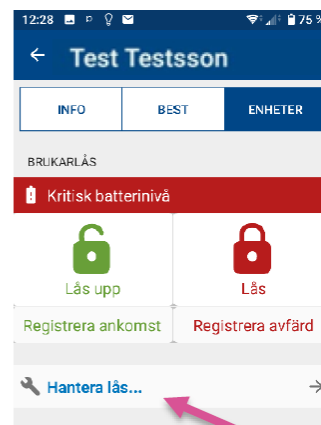 12:28 75 %
Test Testsson
INFO BEST ENHETER
BRUKARLÅS
Kritisk batterinivå
Lås upp Lås
Registrera ankomst Registrera avfärd
Hantera lås...